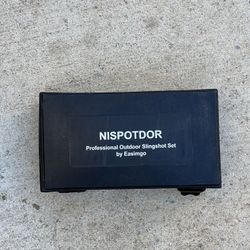 NISPOTDOR
Professional Outdoor Slingshot Set
by Easimgo